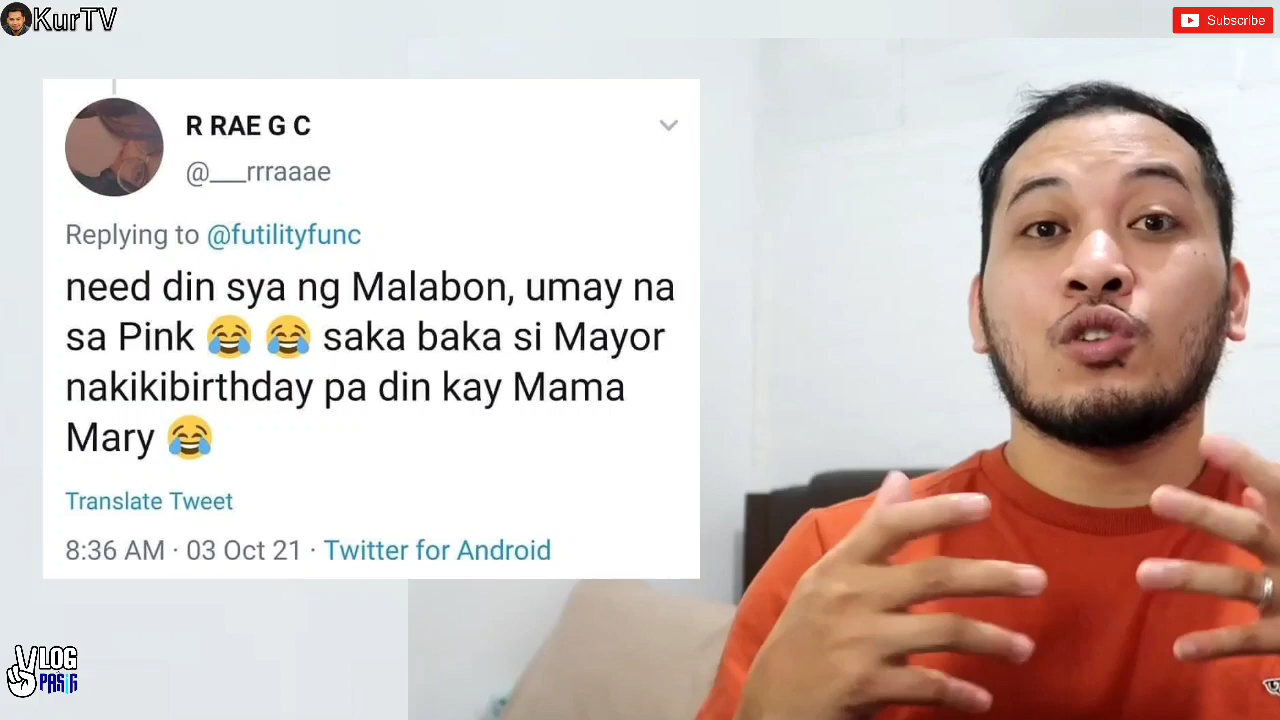 KurTV
Subscribe
R RAE G C
@___rrraaae
Replying to @futilityfunc
need din sya ng Malabon, umay na
sa Pink 😂 😂 saka baka si Mayor
nakikibirthday pa din kay Mama
Mary 😂
Translate Tweet
8:36 AM · 03 Oct 21 · Twitter for Android
VLOG
PASIG